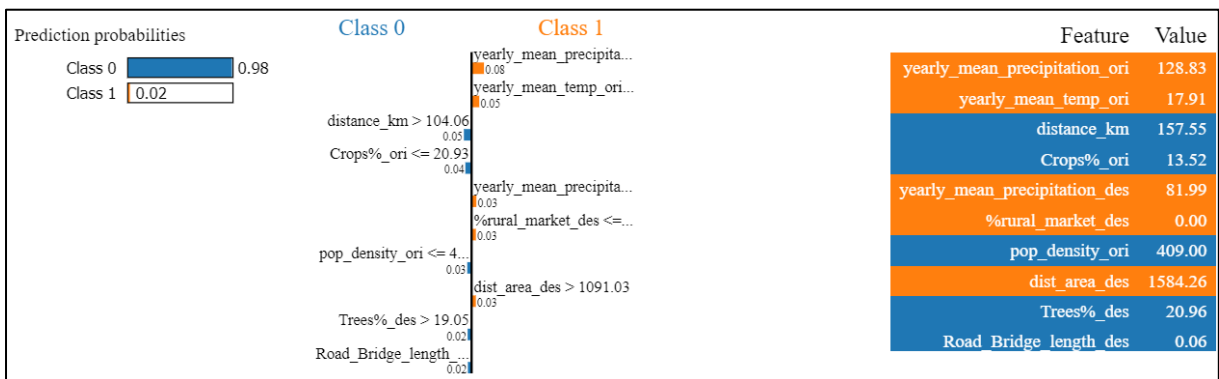 Prediction probabilities
Class 0 0.98
Class 1 0.02
Class 0 Class 1
yearly_mean_precipita...
0.08
yearly_mean_temp_ori...
0.05
distance_km > 104.06
0.05
Crops%_ori <= 20.93
0.04
yearly_mean_precipita...
0.03
%rural_market_des <=...
0.03
pop_density_ori <= 4...
0.03
dist_area_des > 1091.03
0.03
Trees%_des > 19.05
0.02
Road_Bridge_length_...
0.02
Feature Value
yearly_mean_precipitation_ori 128.83
yearly_mean_temp_ori 17.91
distance_km 157.55
Crops%_ori 13.52
yearly_mean_precipitation_des 81.99
%rural_market_des 0.00
pop_density_ori 409.00
dist_area_des 1584.26
Trees%_des 20.96
Road_Bridge_length_des 0.06